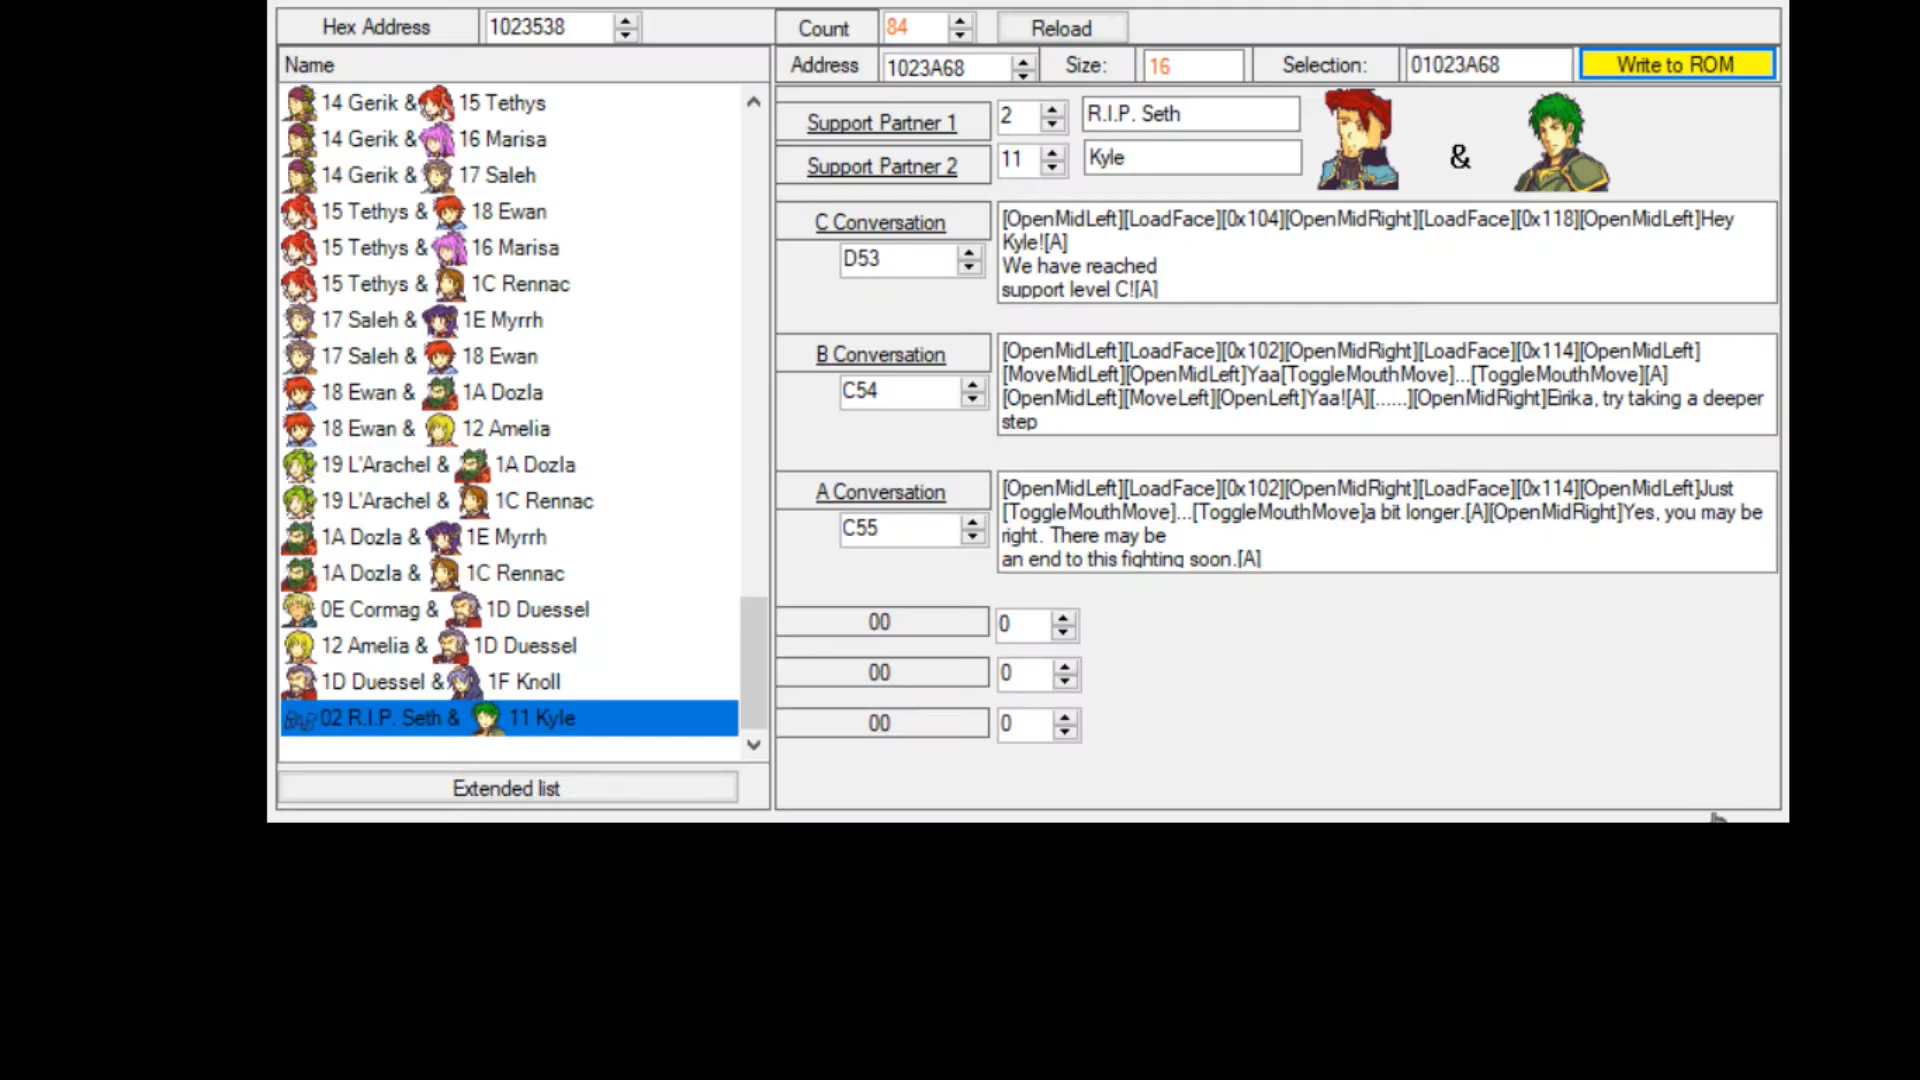 Hex Address 1023538 Count 84 Reload
Name Address 1023A68 Size: 16 Selection: 01023A68 Write to ROM
14 Gerik & 15 Tethys
14 Gerik & 16 Marisa
14 Gerik & 17 Saleh
15 Tethys & 18 Ewan
15 Tethys & 16 Marisa
15 Tethys & 1C Rennac
17 Saleh & 1E Myrrh
17 Saleh & 18 Ewan
18 Ewan & 1A Dozla
18 Ewan & 12 Amelia
19 L'Arachel & 1A Dozla
19 L'Arachel & 1C Rennac
1A Dozla & 1E Myrrh
1A Dozla & 1C Rennac
0E Cormag & 1D Duessel
12 Amelia & 1D Duessel
1D Duessel & 1F Knoll
02 R.I.P. Seth & 11 Kyle
Extended list
Support Partner 1 2 R.I.P. Seth
&
Support Partner 2 11 Kyle
C Conversation
D53
[OpenMidLeft][LoadFace][0x104][OpenMidRight][LoadFace][0x118][OpenMidLeft]Hey
Kyle![A]
We have reached
support level C![A]
B Conversation
C54
[OpenMidLeft][LoadFace][0x102][OpenMidRight][LoadFace][0x114][OpenMidLeft]
[MoveMidLeft][OpenMidLeft]Yaa[ToggleMouthMove]...[ToggleMouthMove][A]
[OpenMidLeft][MoveLeft][OpenLeft]Yaa![A][......][OpenMidRight]Eirika, try taking a deeper
step
A Conversation
C55
[OpenMidLeft][LoadFace][0x102][OpenMidRight][LoadFace][0x114][OpenMidLeft]Just
[ToggleMouthMove]...[ToggleMouthMove]a bit longer.[A][OpenMidRight]Yes, you may be
right. There may be
an end to this fighting soon.[A]
00 0
00 0
00 0